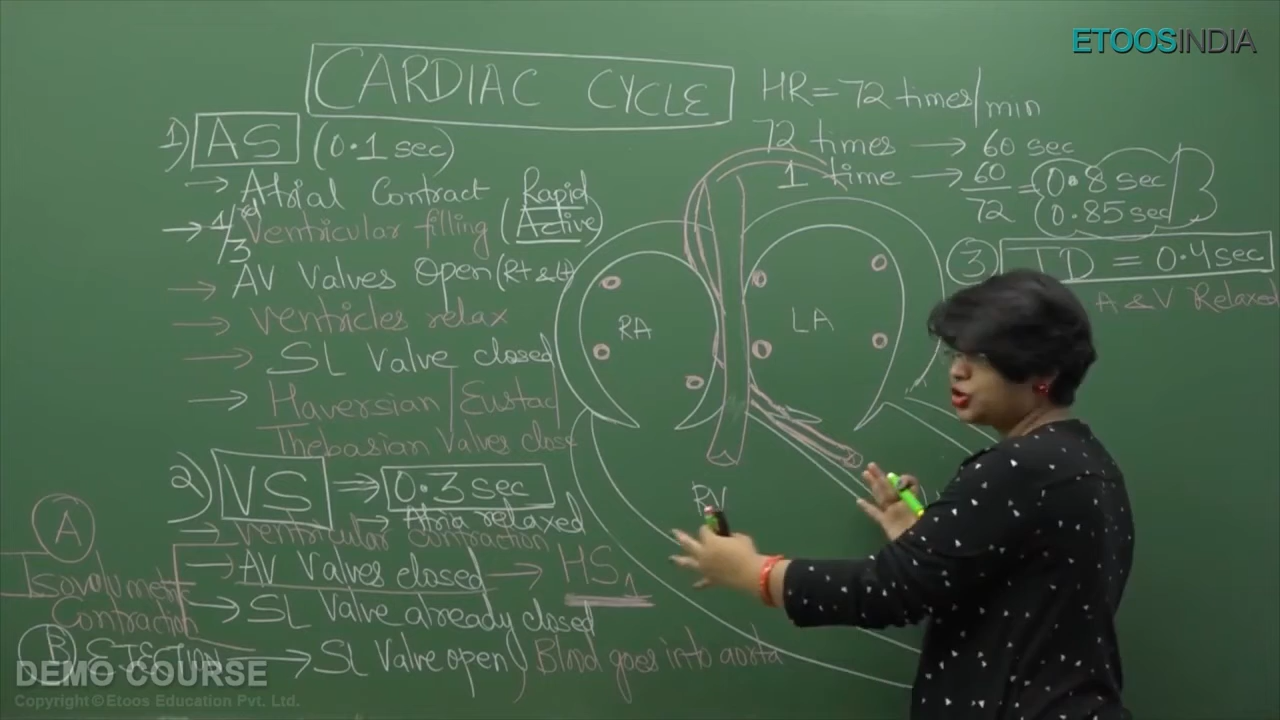 ETOOSINDIA
CARDIAC CYCLE
HR = 72 times/min
72 times → 60 sec
1 time → 60/72 = 0.8 sec
0.85 sec
1) AS (0.1 sec)
→ Atrial Contract Rapid
→ 1/3rd Ventricular filling (Active)
→ AV Valves Open (Rt & Lt)
→ Ventricles relax
→ SL Valve closed
→ Haversian | Eustac
Thebasian Valves close
2) VS ⇒ 0.3 sec
→ Atria relaxed
→ Ventricular contraction
→ AV Valves closed → HS1
→ SL Valve already closed
A
Isovolumet
Contraction
B EJECTION → SL Valve open) Blood goes into aorta
3 JD = 0.4 sec
A & V Relaxed
RA
LA
RV
DEMO COURSE
Copyright © Etoos Education Pvt. Ltd.